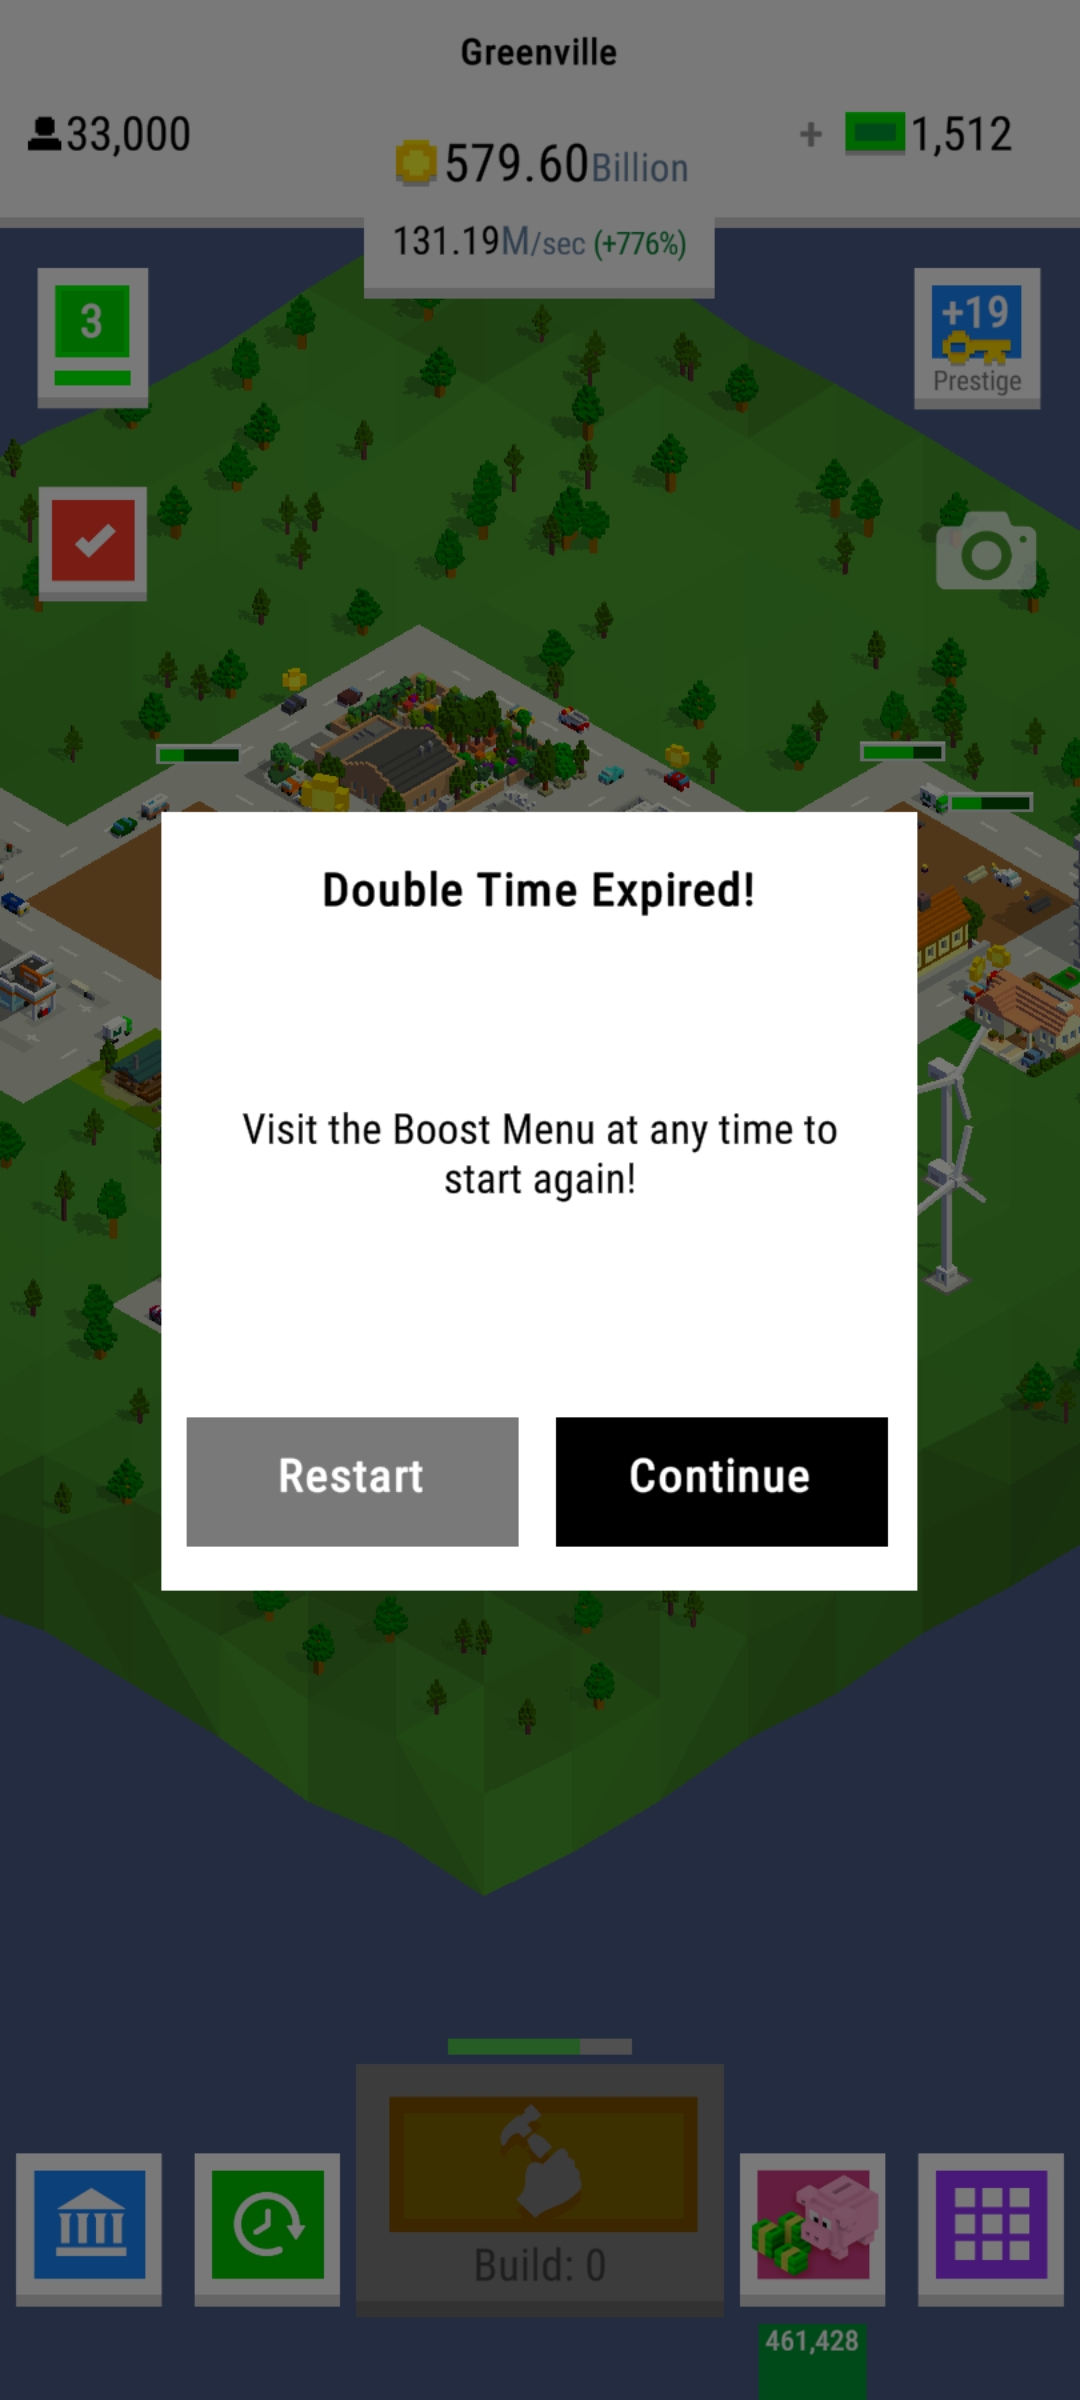 Greenville
33,000
579.60Billion
+ 1,512
131.19M/sec (+776%)
3
+19
Prestige
Double Time Expired!
Visit the Boost Menu at any time to
start again!
Restart
Continue
Build: 0
461,428